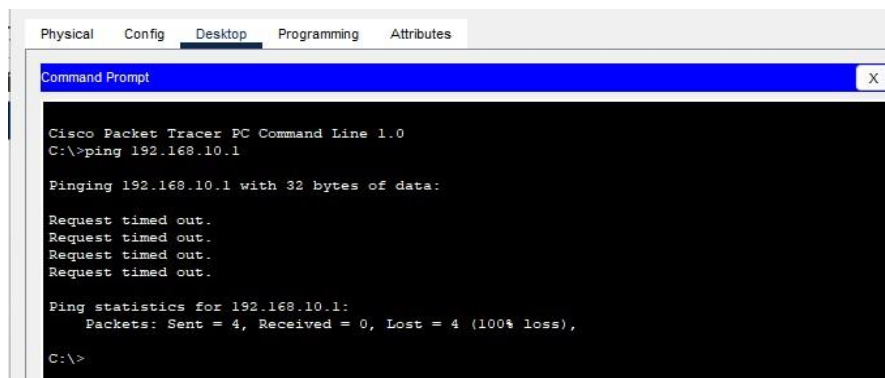 Physical Config Desktop Programming Attributes
Command Prompt X
Cisco Packet Tracer PC Command Line 1.0
C:\>ping 192.168.10.1
Pinging 192.168.10.1 with 32 bytes of data:
Request timed out.
Request timed out.
Request timed out.
Request timed out.
Ping statistics for 192.168.10.1:
Packets: Sent = 4, Received = 0, Lost = 4 (100% loss),
C:\>